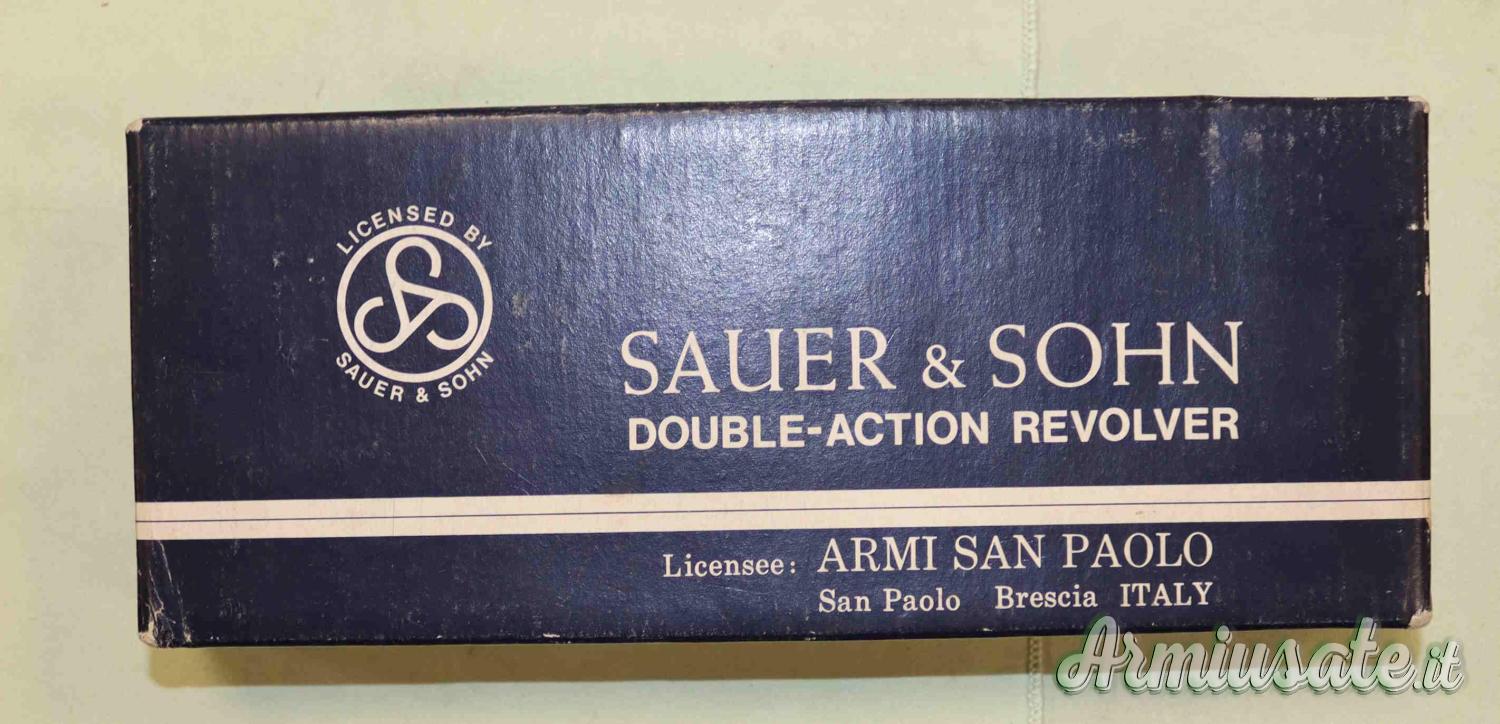 LICENSED BY
SAUER & SOHN
SAUER & SOHN
DOUBLE-ACTION REVOLVER
Licensee: ARMI SAN PAOLO
San Paolo Brescia ITALY
Armiusate.it